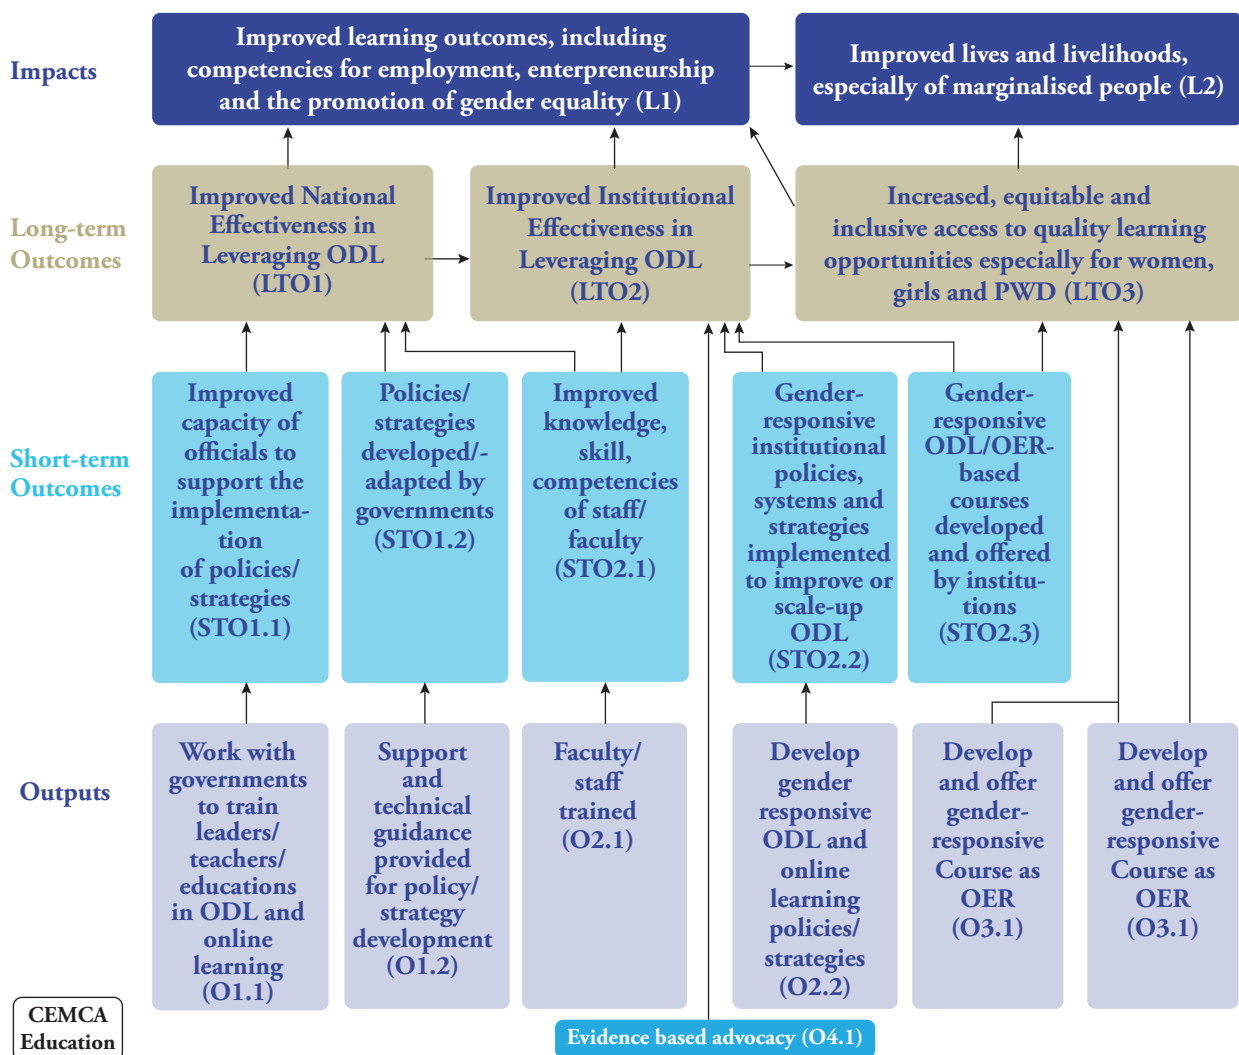 Impacts
Improved learning outcomes, including
competencies for employment, enterpreneurship
and the promotion of gender equality (L1)
Improved lives and livelihoods,
especially of marginalised people (L2)
Long-term
Outcomes
Improved National
Effectiveness in
Leveraging ODL
(LTO1)
Improved Institutional
Effectiveness in
Leveraging ODL
(LTO2)
Increased, equitable and
inclusive access to quality learning
opportunities especially for women,
girls and PWD (LTO3)
Short-term
Outcomes
Improved
capacity of
officials to
support the
implementa-
tion
of policies/
strategies
(STO1.1)
Policies/
strategies
developed/-
adapted by
governments
(STO1.2)
Improved
knowledge,
skill,
competencies
of staff/
faculty
(STO2.1)
Gender-
responsive
institutional
policies,
systems and
strategies
implemented
to improve or
scale-up
ODL
(STO2.2)
Gender-
responsive
ODL/OER-
based
courses
developed
and offered
by institu-
tions
(STO2.3)
Outputs
Work with
governments
to train
leaders/
teachers/
educations
in ODL and
online
learning
(O1.1)
Support
and
technical
guidance
provided
for policy/
strategy
development
(O1.2)
Faculty/
staff
trained
(O2.1)
Develop
gender
responsive
ODL and
online
learning
policies/
strategies
(O2.2)
Develop
and offer
gender-
responsive
Course as
OER
(O3.1)
Develop
and offer
gender-
responsive
Course as
OER
(O3.1)
CEMCA
Education
Evidence based advocacy (O4.1)